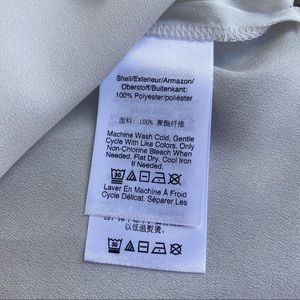 Shell/Exterieur/Armazon/
Oberstoff/Buitenkant:
100% Polyester/poliéster
面料: 100% 聚酯纤维
Machine Wash Cold, Gentle
Cycle With Like Colors. Only
Non-Chlorine Bleach When
Needed. Flat Dry. Cool Iron
If Needed.
30
Laver En Machine À Froid
Cycle Délicat. Séparer Les
以低温熨烫。
30